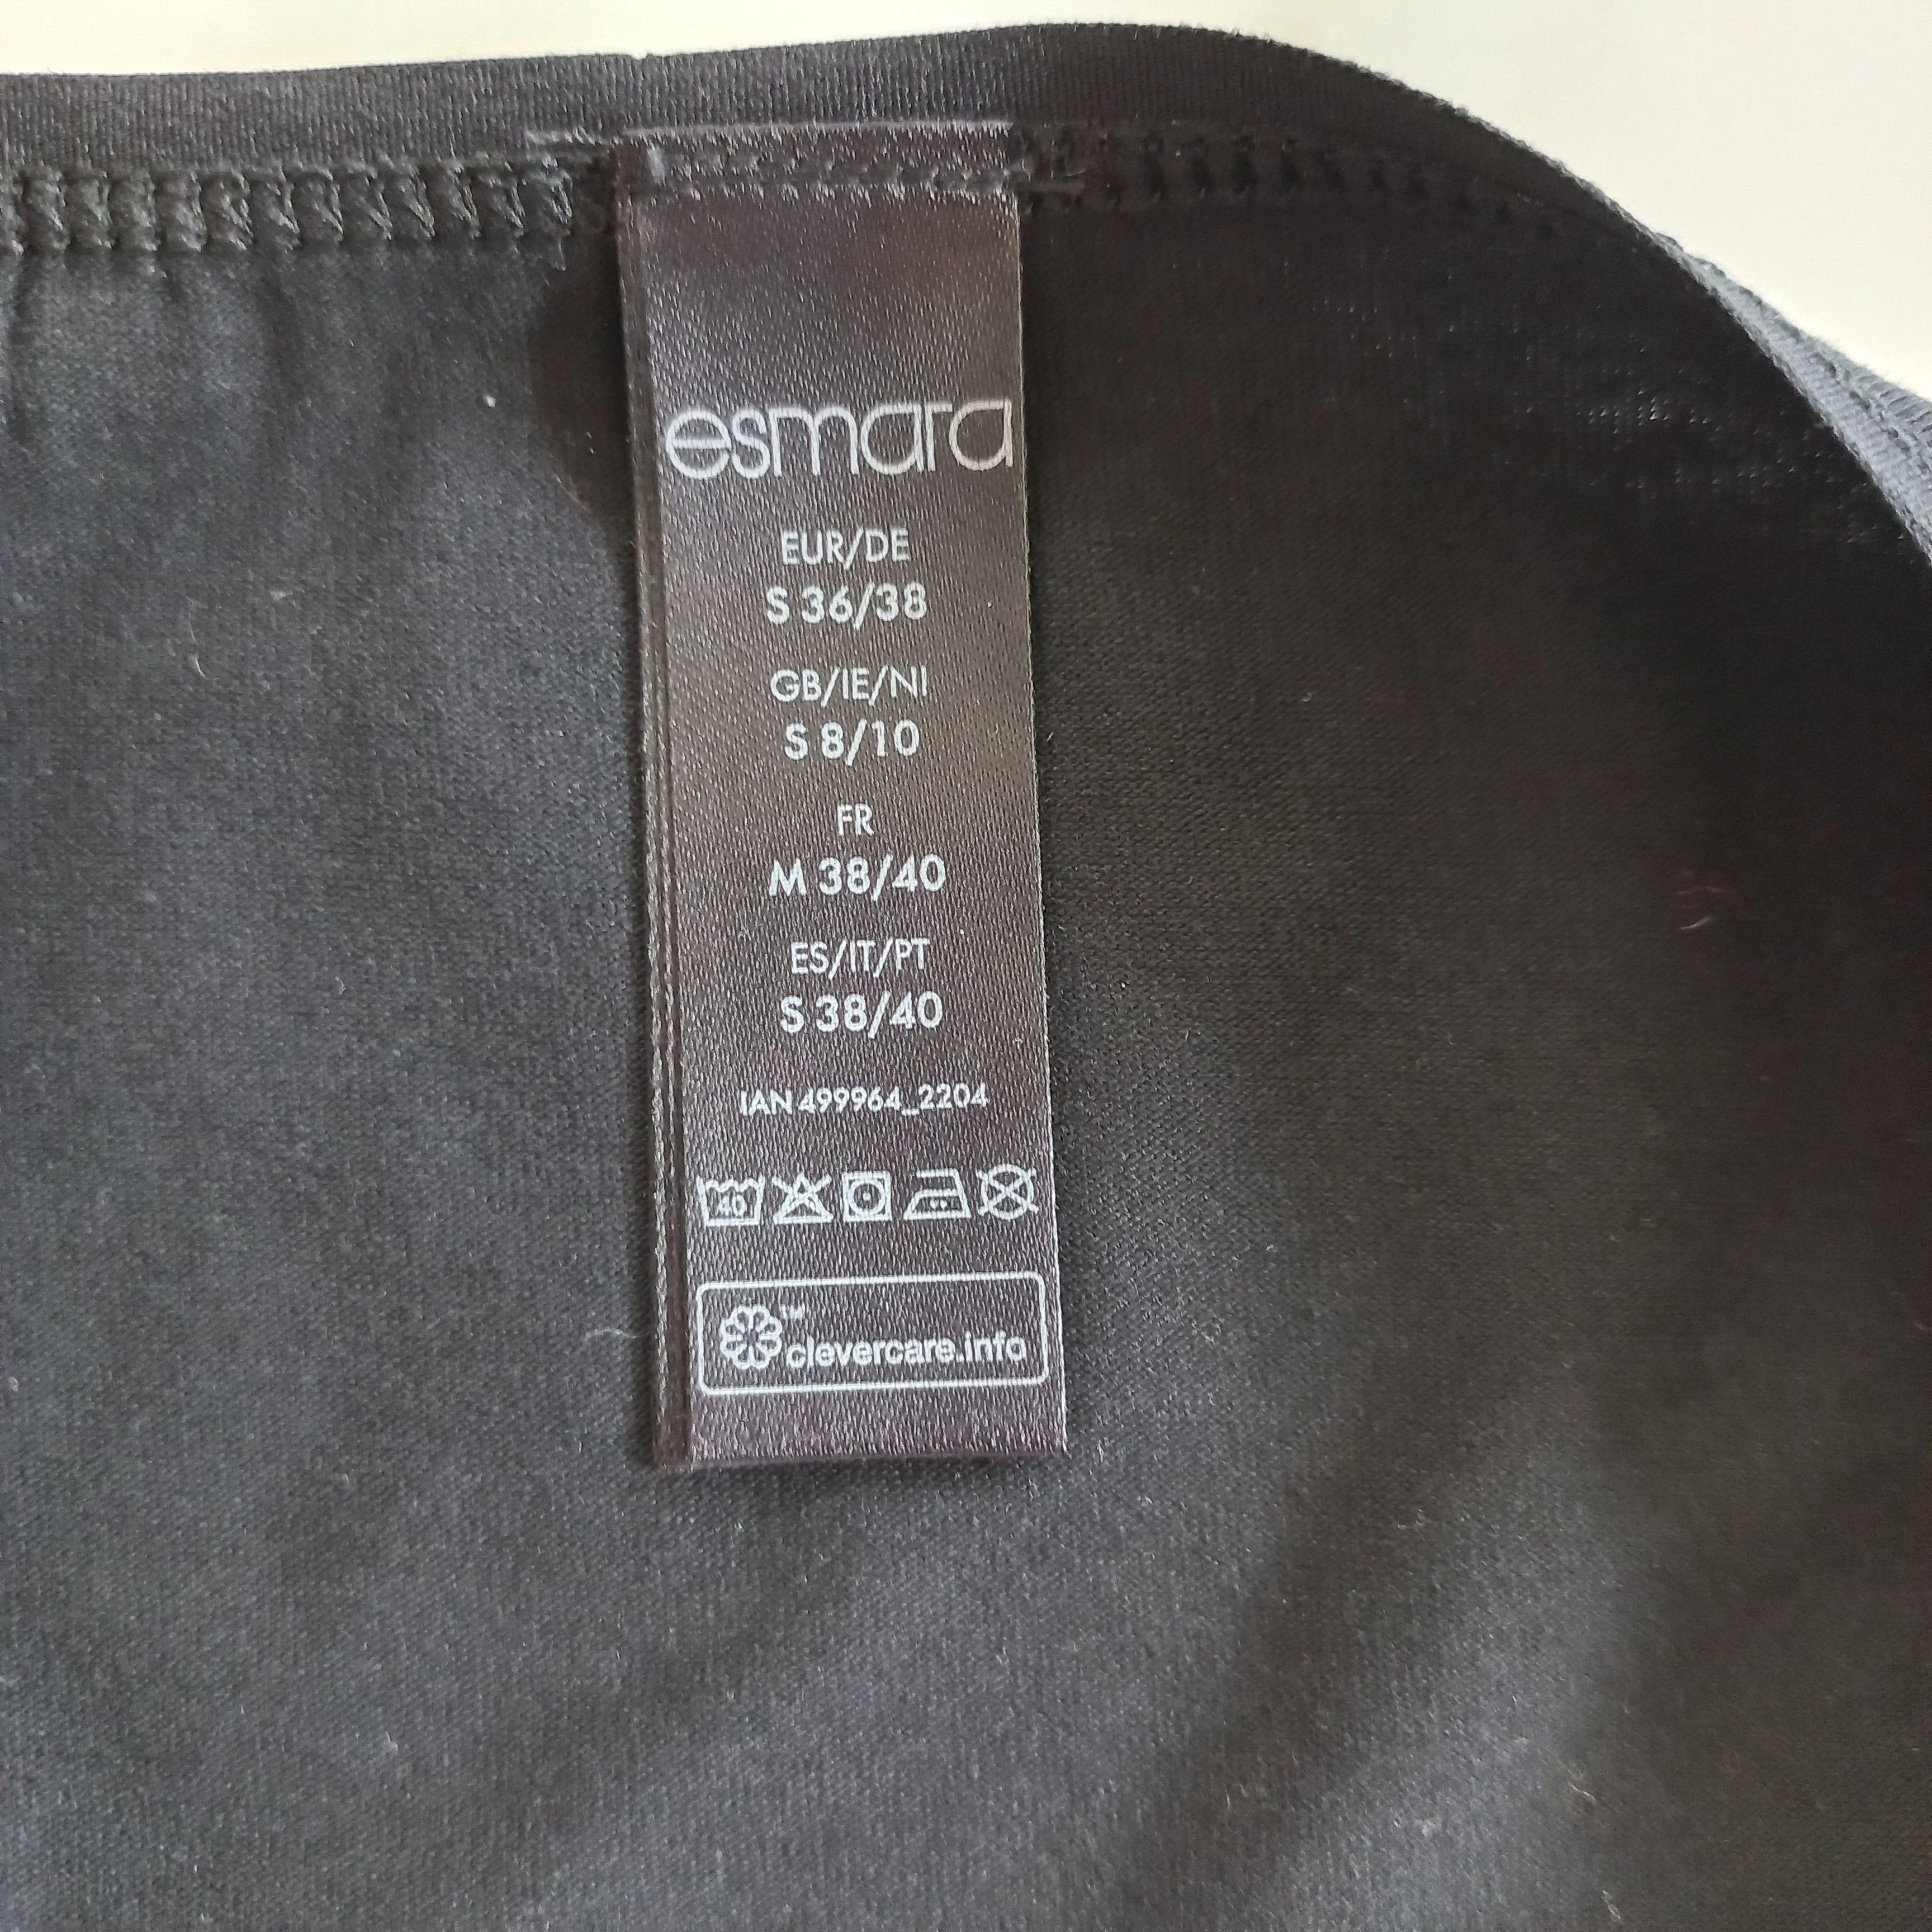 esmara
EUR/DE
S 36/38
GB/IE/NI
S 8/10
FR
M 38/40
ES/IT/PT
S 38/40
IAN 499964_2204
40
™
clevercare.info